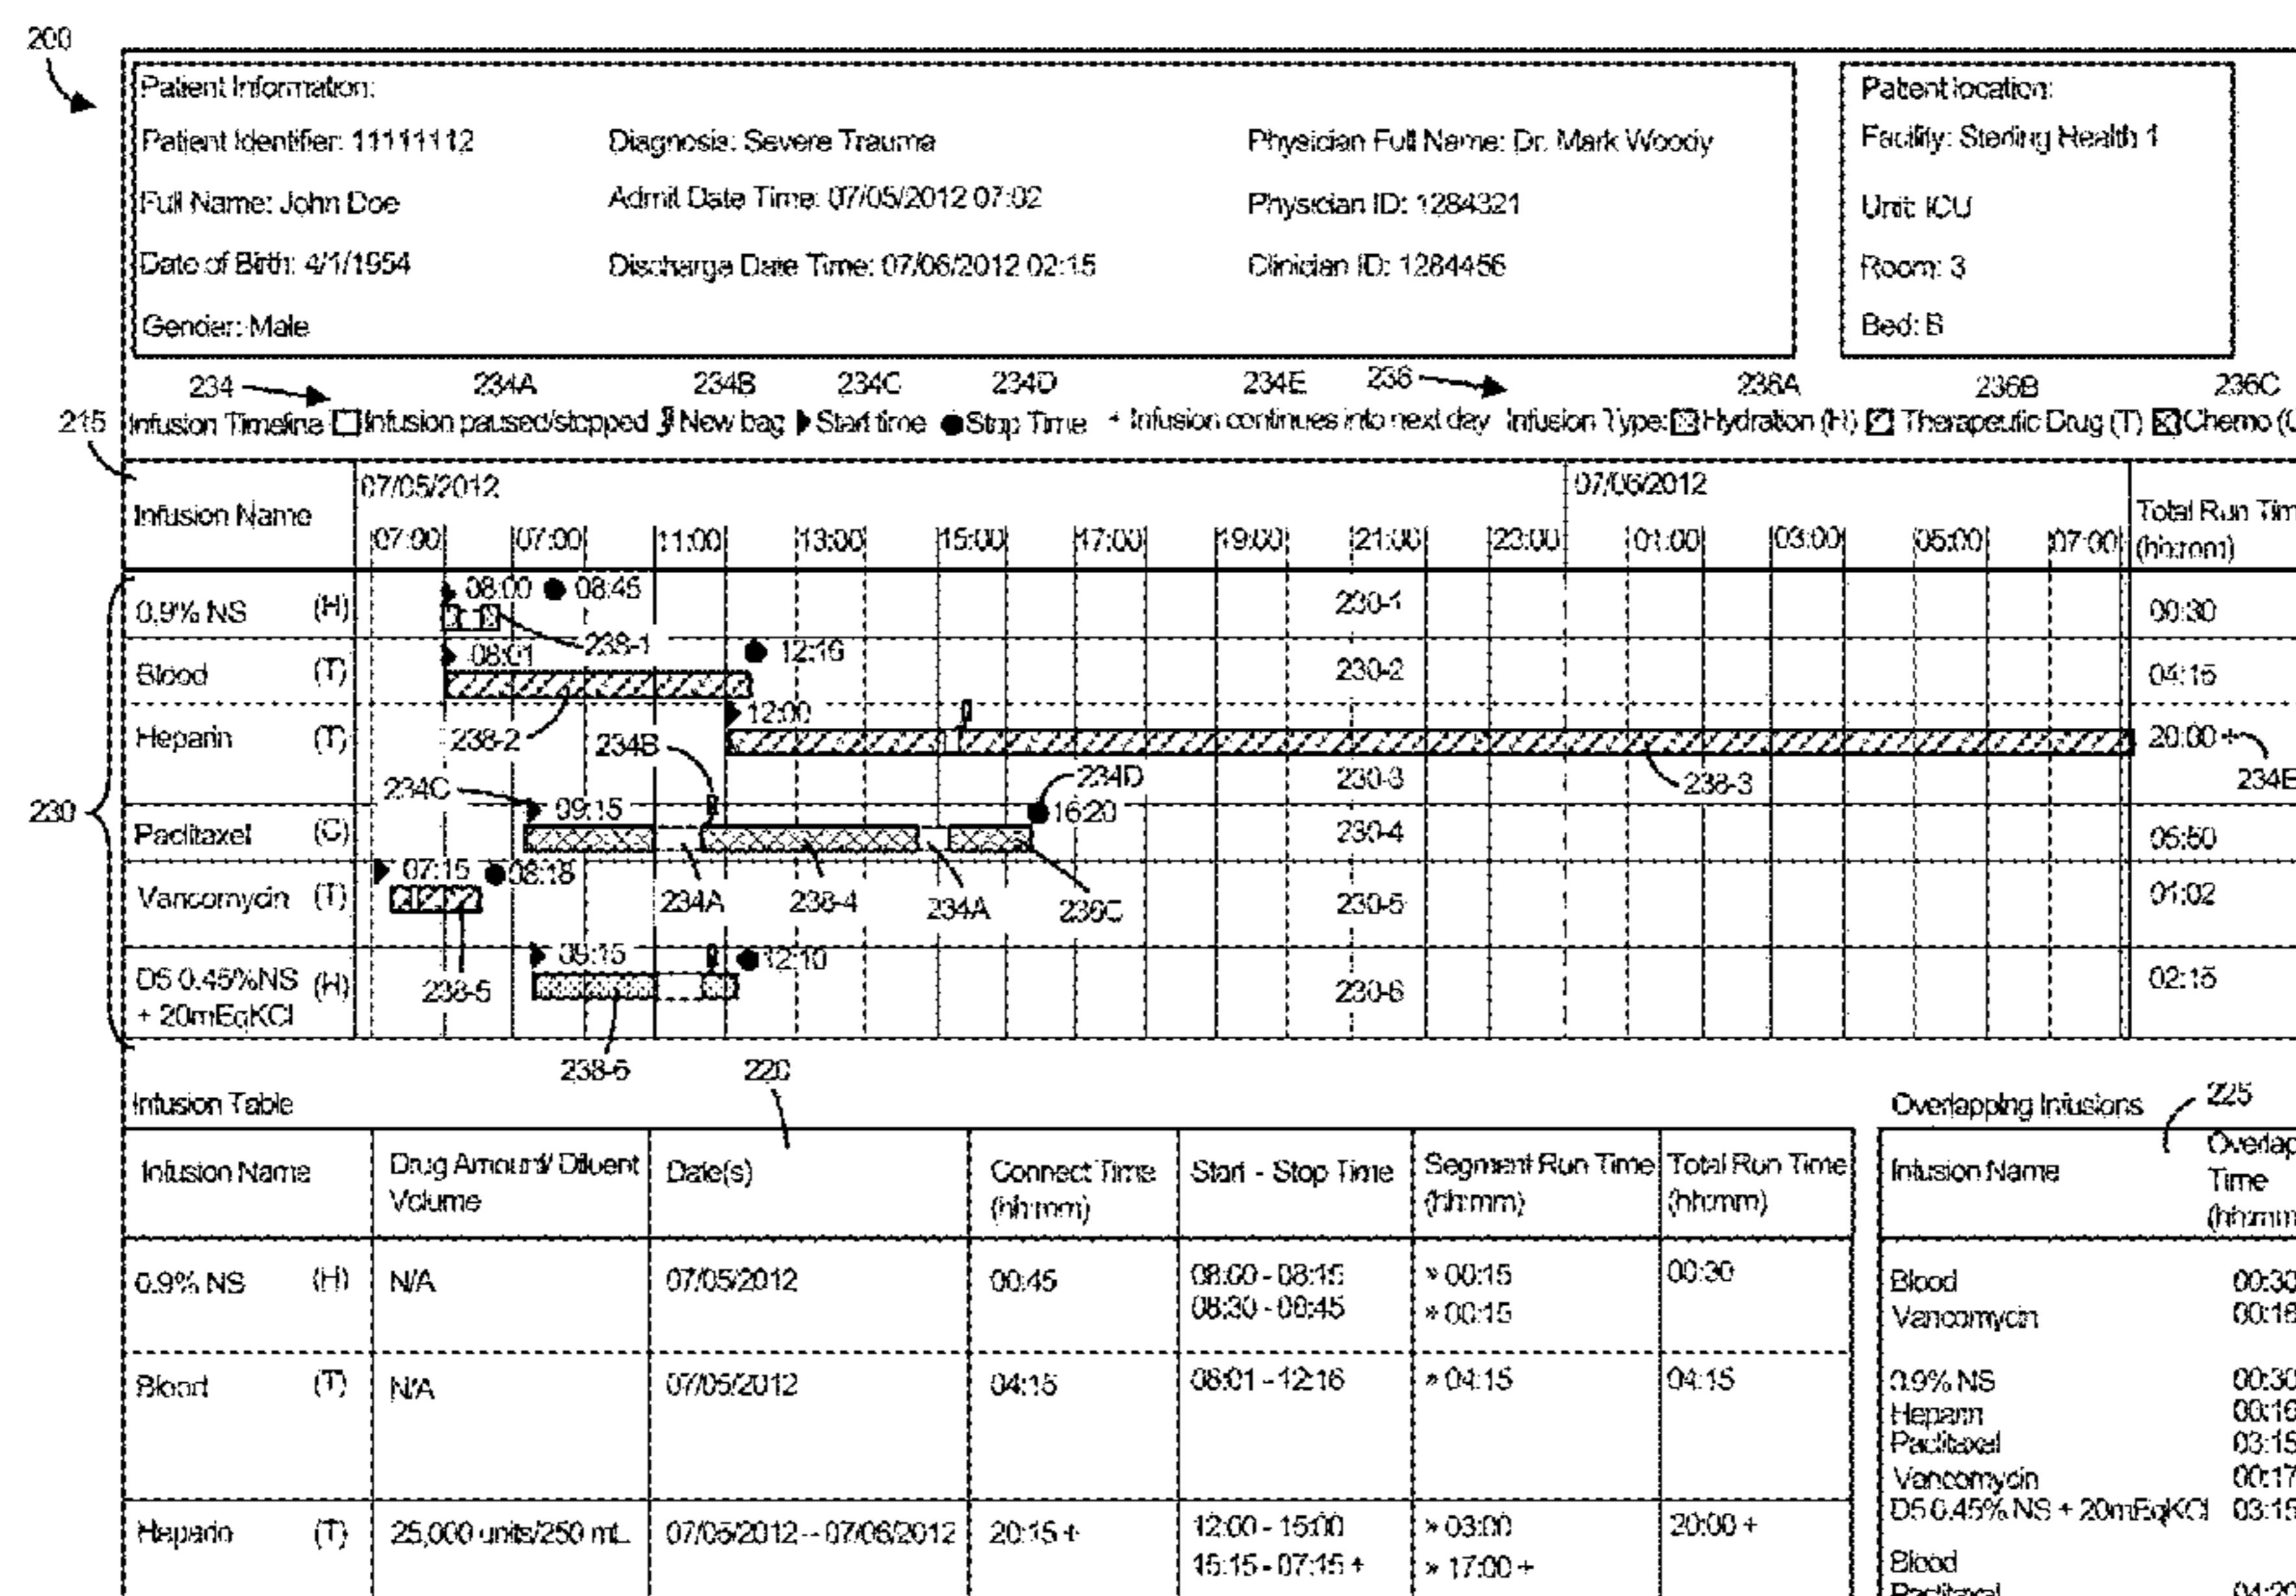 200
Patient Information:
Patient Identifier: 11111112 Diagnosis: Severe Trauma Physician Full Name: Dr. Mark Woody
Full Name: John Doe Admit Date Time: 07/05/2012 07:02 Physician ID: 1284321
Date of Birth: 4/1/1954 Discharge Date Time: 07/06/2012 02:15 Clinician ID: 1284456
Gender: Male
Patient location:
Facility: Sterling Health 1
Unit: ICU
Room: 3
Bed: B
234 234A 234B 234C 234D 234E 236 236A 236B 236C
215 Infusion Timeline Infusion paused/stopped New bag Start time Stop Time + Infusion continues into next day Infusion Type: Hydration (H) Therapeutic Drug (T) Chemo
Infusion Name 07/05/2012 07/06/2012 Total Run
07:00 07:00 11:00 13:00 15:00 17:00 19:00 21:00 23:00 01:00 03:00 05:00 07:00 (hh:mm)
230
0.9% NS (H) 08:00 08:45 238-1 230-1 00:30
Blood (T) 08:01 12:16 238-2 230-2 04:15
Heparin (T) 12:00 234B 230-3 238-3 20:00 + 234E
Paclitaxel (C) 234C 09:15 234D 16:20 230-4 05:50
Vancomycin (T) 07:15 08:18 234A 238-4 234A 236C 230-5 01:02
238-5
D5 0.45%NS (H) 09:15 12:10 230-6 02:15
+ 20mEqKCl
238-6 220
Infusion Table
Infusion Name Drug Amount/ Diluent Volume Date(s) Connect Time (hh:mm) Start - Stop Time Segment Run Time (hh:mm) Total Run Time (hh:mm)
0.9% NS (H) N/A 07/05/2012 00:45 08:00 - 08:15 » 00:15 00:30
08:30 - 08:45 » 00:15
Blood (T) N/A 07/05/2012 04:15 08:01 - 12:16 » 04:15 04:15
Heparin (T) 25,000 units/250 mL 07/05/2012 -- 07/06/2012 20:15 + 12:00 - 15:00 » 03:00 20:00 +
15:15 - 07:15 + » 17:00 +
Overlapping Infusions 225
Infusion Name Time
Blood 00:30
Vancomycin
0.9% NS 00:30
Heparin
Paclitaxel 03:15
Vancomycin 00:17
D5 0.45% NS + 20mEqKCl 03:15
Blood
Paclitaxel